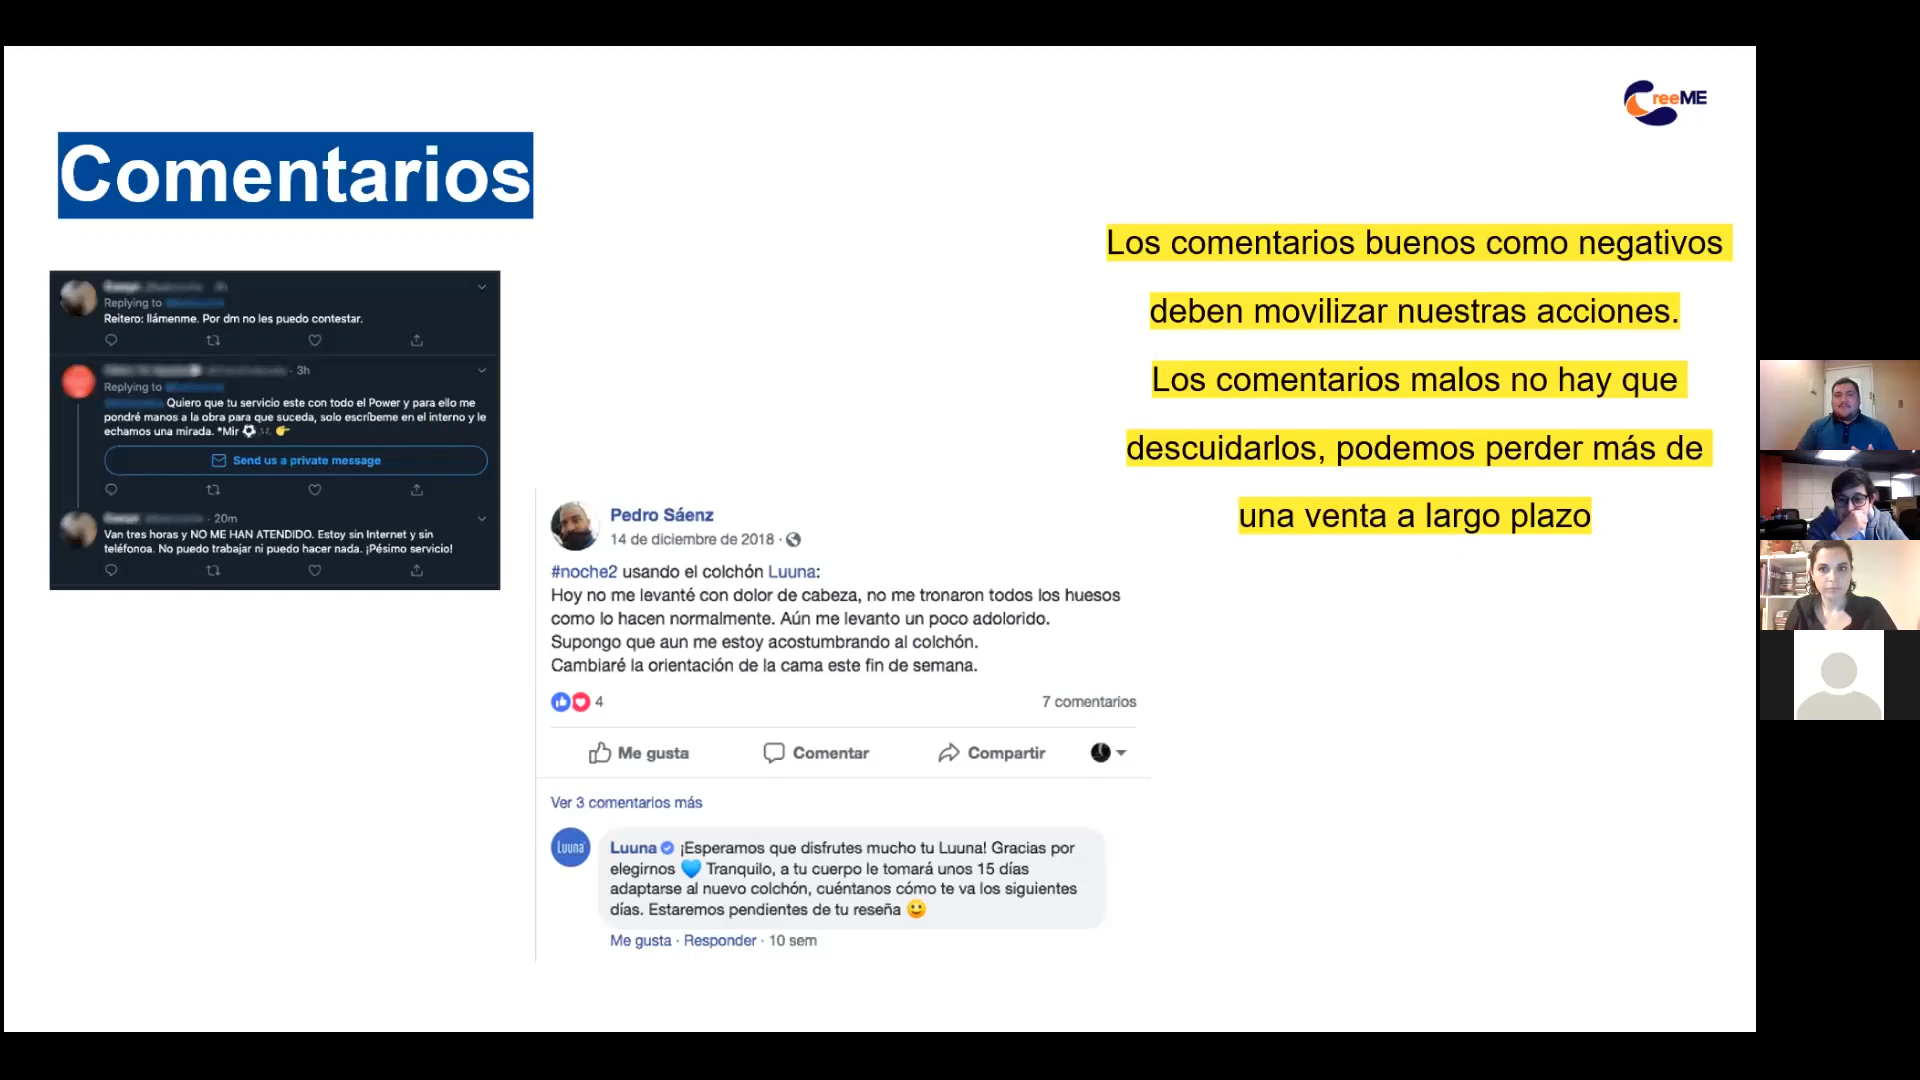 reeME
Comentarios
Los comentarios buenos como negativos
deben movilizar nuestras acciones.
Los comentarios malos no hay que
descuidarlos, podemos perder más de
una venta a largo plazo
Replying to
Reitero: llámenme. Por dm no les puedo contestar.
3h
Replying to
Quiero que tu servicio este con todo el Power y para ello me
pondré manos a la obra para que suceda, solo escríbeme en el interno y le
echamos una mirada. *Mir
Send us a private message
· 20m
Van tres horas y NO ME HAN ATENDIDO. Estoy sin Internet y sin
teléfonoa. No puedo trabajar ni puedo hacer nada. ¡Pésimo servicio!
Pedro Sáenz
14 de diciembre de 2018 ·
#noche2 usando el colchón Luuna:
Hoy no me levanté con dolor de cabeza, no me tronaron todos los huesos
como lo hacen normalmente. Aún me levanto un poco adolorido.
Supongo que aun me estoy acostumbrando al colchón.
Cambiaré la orientación de la cama este fin de semana.
4 7 comentarios
Me gusta Comentar Compartir
Ver 3 comentarios más
Luuna
Luuna ¡Esperamos que disfrutes mucho tu Luuna! Gracias por
elegirnos 💙 Tranquilo, a tu cuerpo le tomará unos 15 días
adaptarse al nuevo colchón, cuéntanos cómo te va los siguientes
días. Estaremos pendientes de tu reseña 🙂
Me gusta · Responder · 10 sem